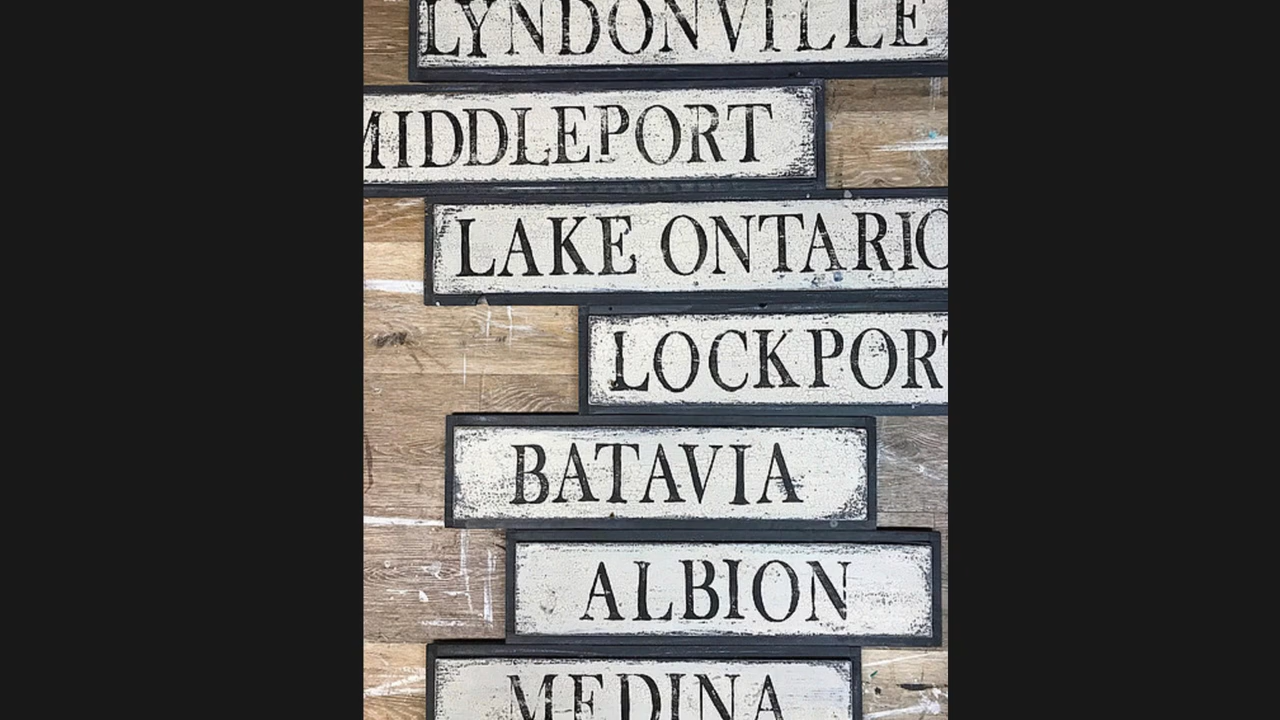 LYNDONVILLE
MIDDLEPORT
LAKE ONTARIO
LOCKPORT
BATAVIA
ALBION
MEDINA